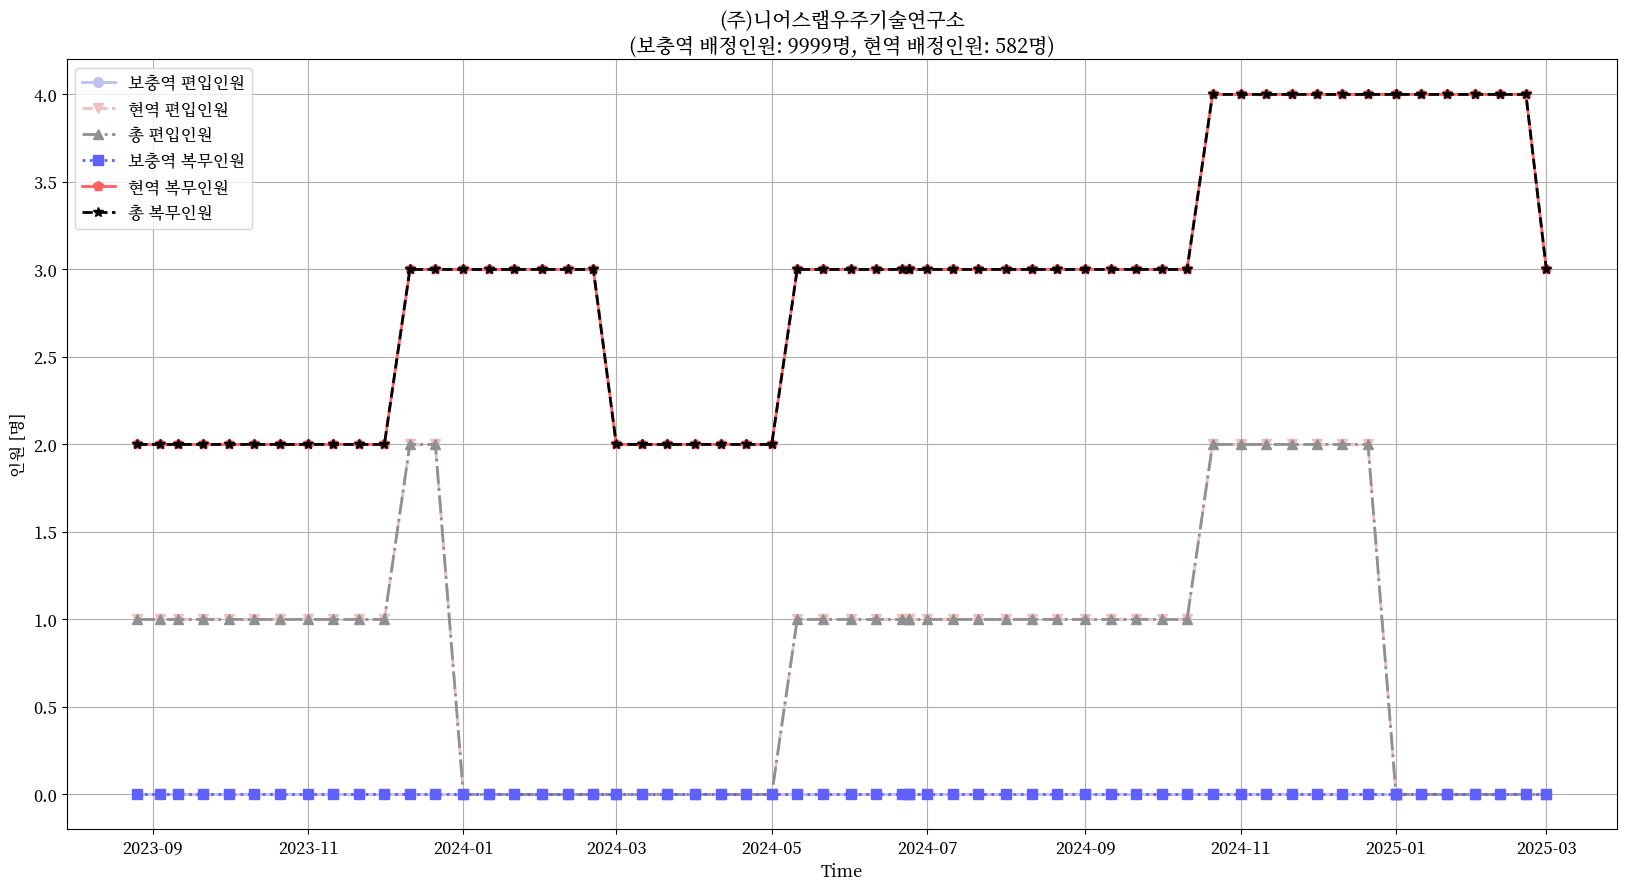 (주)니어스랩우주기술연구소
(보충역 배정인원: 9999명, 현역 배정인원: 582명)
보충역 편입인원
현역 편입인원
총 편입인원
보충역 복무인원
현역 복무인원
총 복무인원
4.0
3.5
3.0
2.5
2.0
1.5
1.0
0.5
0.0
인원 [명]
2023-09
2023-11
2024-01
2024-03
2024-05
2024-07
2024-09
2024-11
2025-01
2025-03
Time